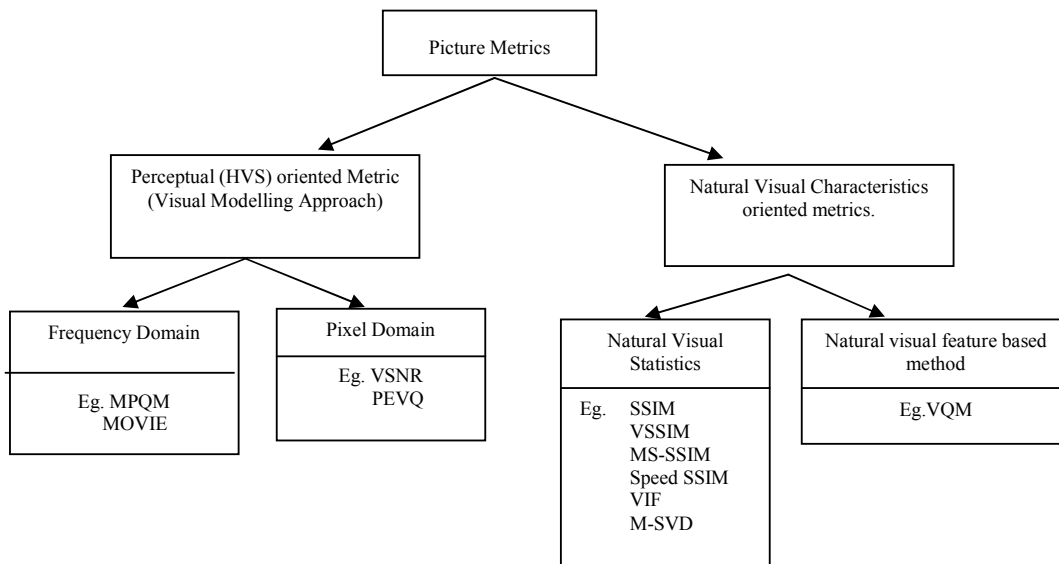 Picture Metrics
Perceptual (HVS) oriented Metric
(Visual Modelling Approach)
Natural Visual Characteristics
oriented metrics.
Frequency Domain
Eg. MPQM
MOVIE
Pixel Domain
Eg. VSNR
PEVQ
Natural Visual
Statistics
Eg. SSIM
VSSIM
MS-SSIM
Speed SSIM
VIF
M-SVD
Natural visual feature based
method
Eg.VQM